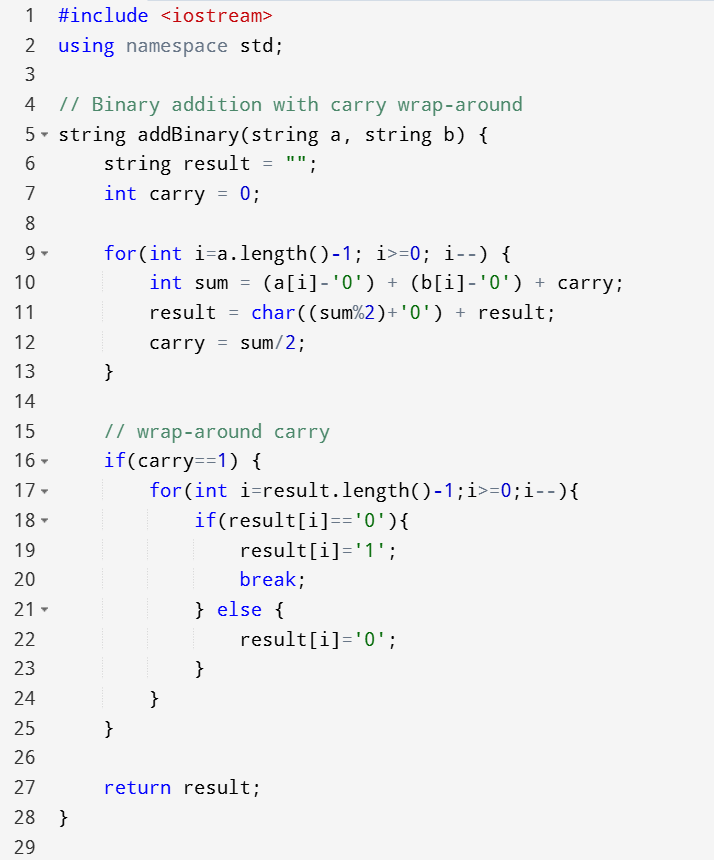 1 #include <iostream>
2 using namespace std;
3
4 // Binary addition with carry wrap-around
5 string addBinary(string a, string b) {
6     string result = "";
7     int carry = 0;
8
9     for(int i=a.length()-1; i>=0; i--) {
10         int sum = (a[i]-'0') + (b[i]-'0') + carry;
11         result = char((sum%2)+'0') + result;
12         carry = sum/2;
13     }
14
15     // wrap-around carry
16     if(carry==1) {
17         for(int i=result.length()-1;i>=0;i--){
18             if(result[i]=='0'){
19                 result[i]='1';
20                 break;
21             } else {
22                 result[i]='0';
23             }
24         }
25     }
26
27     return result;
28 }
29